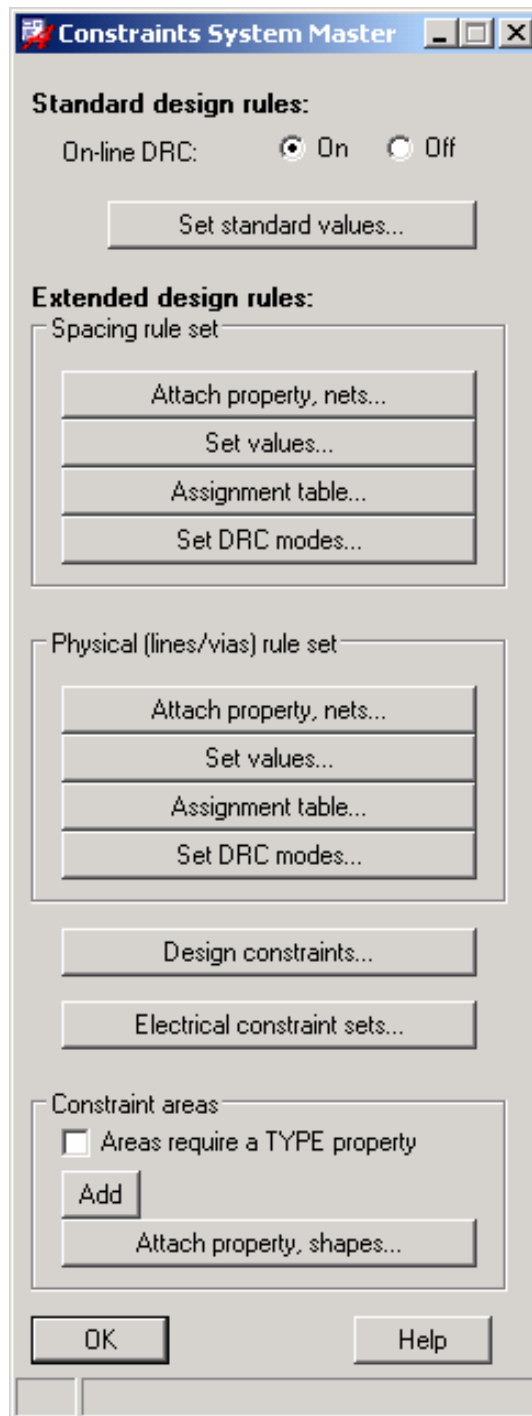 Constraints System Master
Standard design rules:
On-line DRC: On Off
Set standard values...
Extended design rules:
Spacing rule set
Attach property, nets...
Set values...
Assignment table...
Set DRC modes...
Physical (lines/vias) rule set
Attach property, nets...
Set values...
Assignment table...
Set DRC modes...
Design constraints...
Electrical constraint sets...
Constraint areas
Areas require a TYPE property
Add
Attach property, shapes...
OK Help